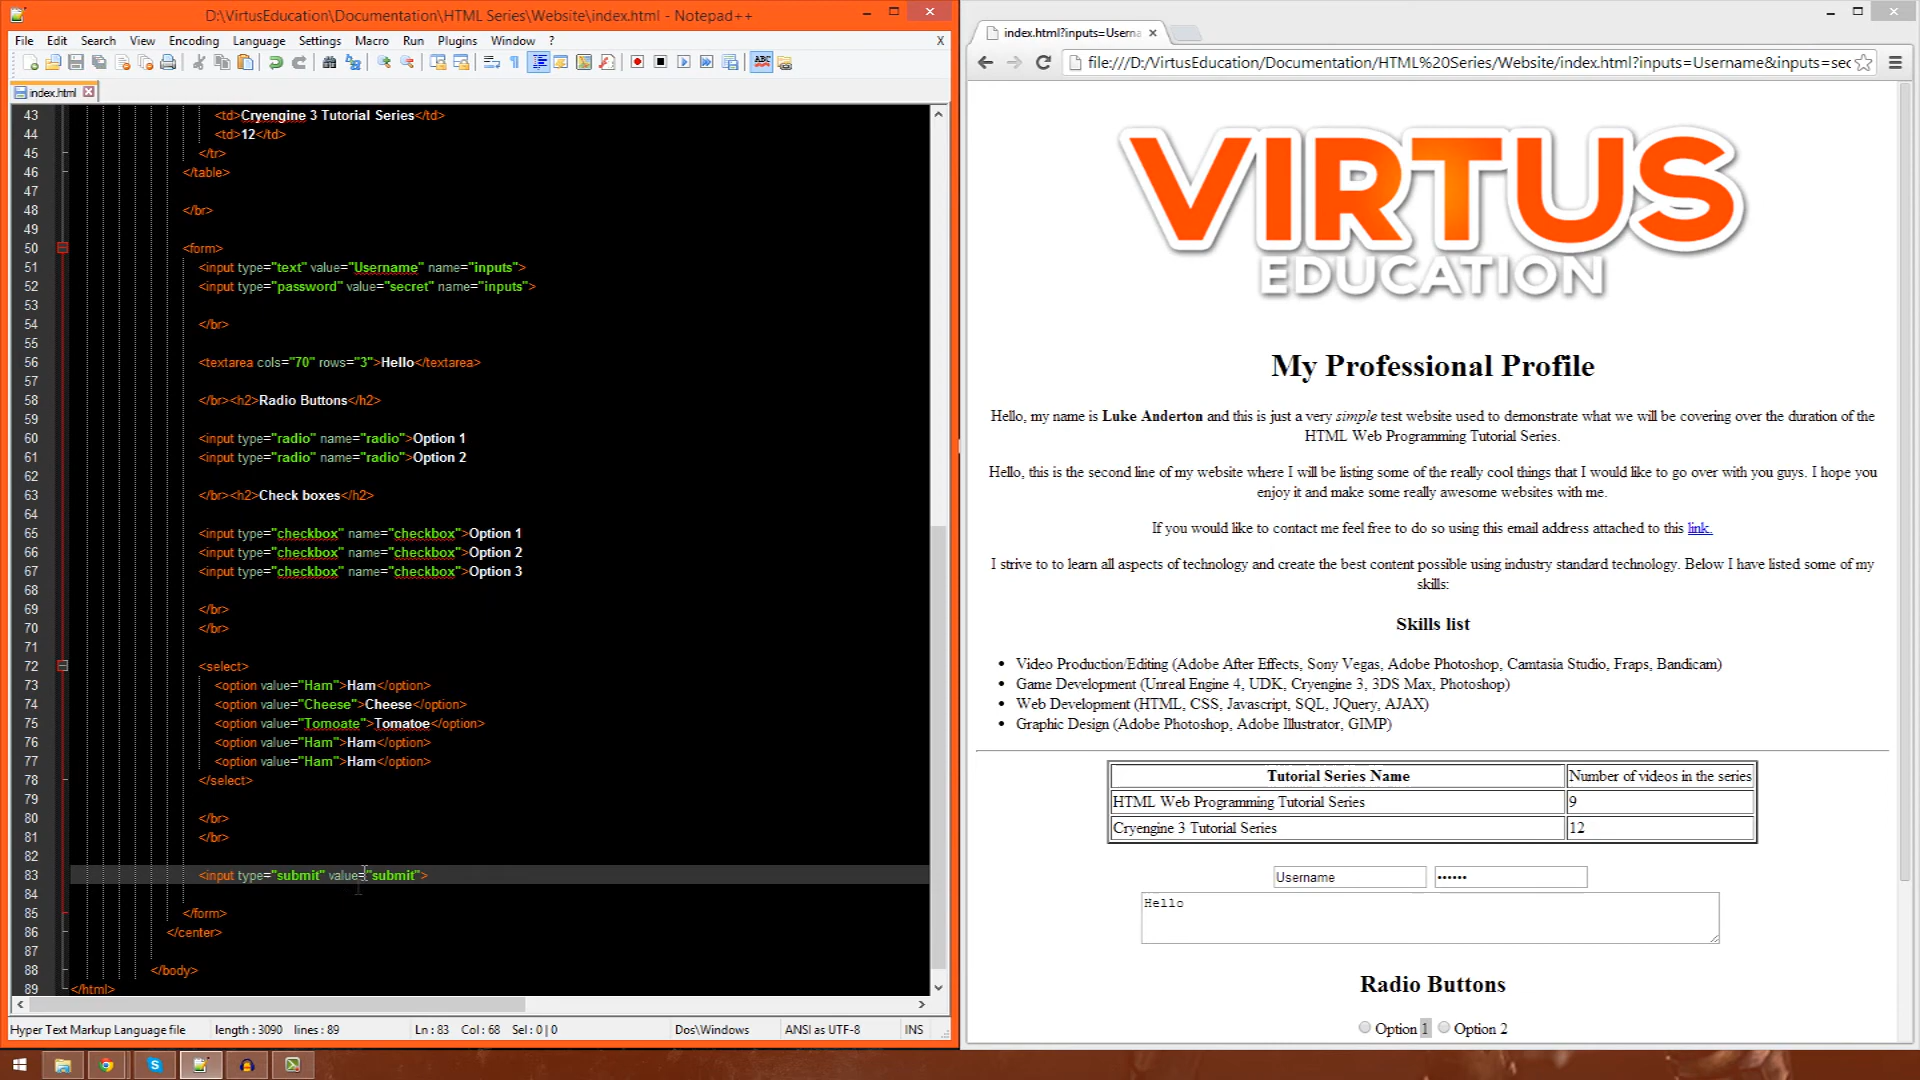 D:\VirtusEducation\Documentation\HTML Series\Website\index.html - Notepad++
File Edit Search View Encoding Language Settings Macro Run Plugins Window ? X
index.html
43 <td>Cryengine 3 Tutorial Series</td>
44 <td>12</td>
45 </tr>
46 </table>
47
48 </br>
49
50 <form>
51 <input type="text" value="Username" name="inputs">
52 <input type="password" value="secret" name="inputs">
53
54 </br>
55
56 <textarea cols="70" rows="3">Hello</textarea>
57
58 </br><h2>Radio Buttons</h2>
59
60 <input type="radio" name="radio">Option 1
61 <input type="radio" name="radio">Option 2
62
63 </br><h2>Check boxes</h2>
64
65 <input type="checkbox" name="checkbox">Option 1
66 <input type="checkbox" name="checkbox">Option 2
67 <input type="checkbox" name="checkbox">Option 3
68
69 </br>
70 </br>
71
72 <select>
73 <option value="Ham">Ham</option>
74 <option value="Cheese">Cheese</option>
75 <option value="Tomoate">Tomatoe</option>
76 <option value="Ham">Ham</option>
77 <option value="Ham">Ham</option>
78 </select>
79
80 </br>
81 </br>
82
83 <input type="submit" value="submit">
84
85 </form>
86 </center>
87
88 </body>
89 </html>
Hyper Text Markup Language file length : 3090 lines : 89 Ln : 83 Col : 68 Sel : 0 | 0 Dos\Windows ANSI as UTF-8 INS
index.html?inputs=Userna
file:///D:/VirtusEducation/Documentation/HTML%20Series/Website/index.html?inputs=Username&inputs=sec
VIRTUS
EDUCATION
My Professional Profile
Hello, my name is Luke Anderton and this is just a very simple test website used to demonstrate what we will be covering over the duration of the
HTML Web Programming Tutorial Series.
Hello, this is the second line of my website where I will be listing some of the really cool things that I would like to go over with you guys. I hope you
enjoy it and make some really awesome websites with me.
If you would like to contact me feel free to do so using this email address attached to this link.
I strive to to learn all aspects of technology and create the best content possible using industry standard technology. Below I have listed some of my
skills:
Skills list
• Video Production/Editing (Adobe After Effects, Sony Vegas, Adobe Photoshop, Camtasia Studio, Fraps, Bandicam)
• Game Development (Unreal Engine 4, UDK, Cryengine 3, 3DS Max, Photoshop)
• Web Development (HTML, CSS, Javascript, SQL, JQuery, AJAX)
• Graphic Design (Adobe Photoshop, Adobe Illustrator, GIMP)
Tutorial Series Name Number of videos in the series
HTML Web Programming Tutorial Series 9
Cryengine 3 Tutorial Series 12
Username ••••••
Hello
Radio Buttons
Option 1 Option 2